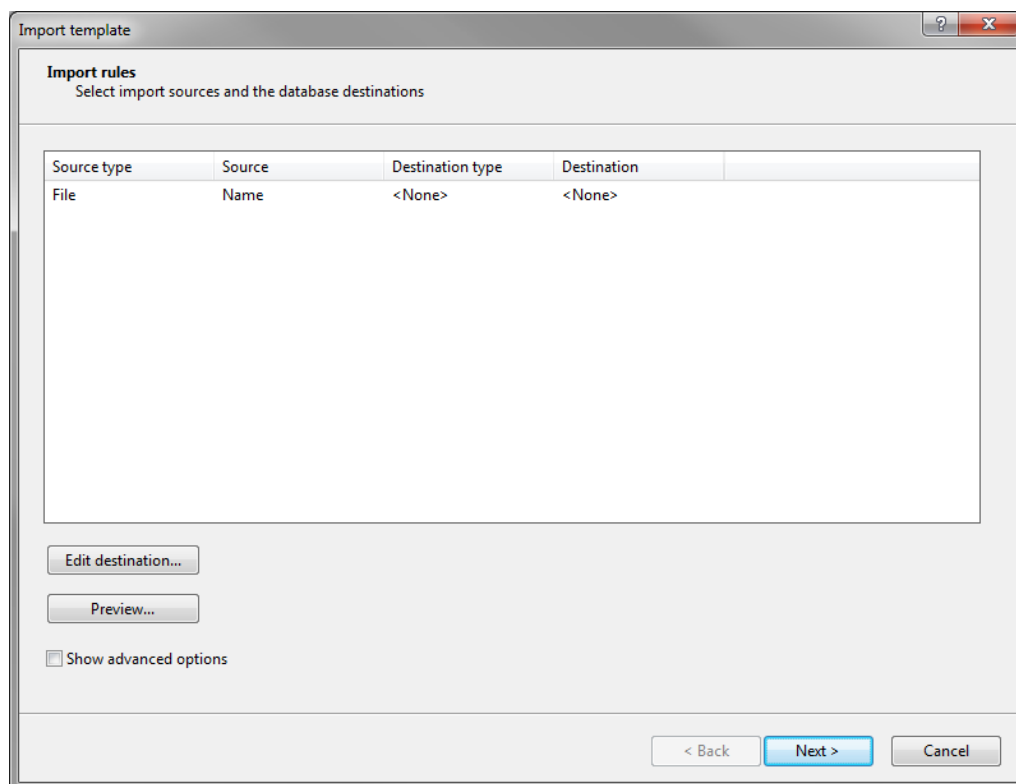 Import template
Import rules
Select import sources and the database destinations
Source type Source Destination type Destination
File Name <None> <None>
Edit destination...
Preview...
Show advanced options
< Back Next > Cancel